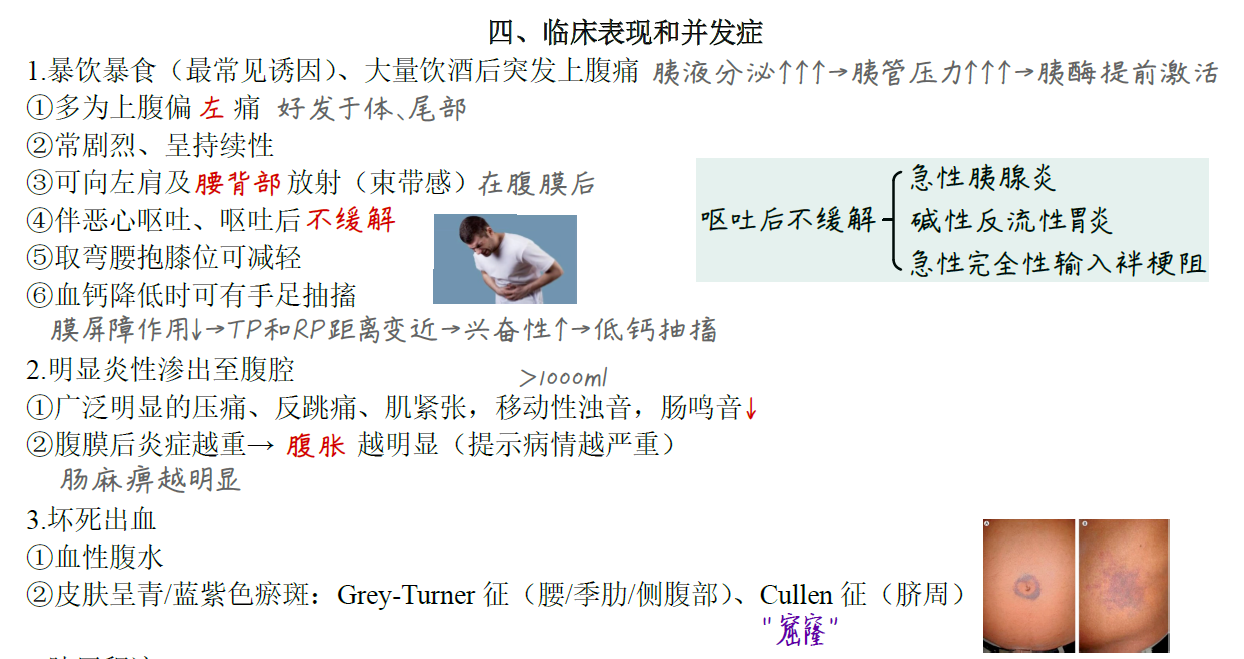 四、临床表现和并发症
1.暴饮暴食（最常见诱因）、大量饮酒后突发上腹痛 胰液分泌↑↑↑→胰管压力↑↑↑→胰酶提前激活
①多为上腹偏 左 痛 好发于体、尾部
②常剧烈、呈持续性
③可向左肩及 腰背部 放射（束带感）在腹膜后
④伴恶心呕吐、呕吐后 不缓解
⑤取弯腰抱膝位可减轻
⑥血钙降低时可有手足抽搐
膜屏障作用↓→TP和RP距离变近→兴奋性↑→低钙抽搐
呕吐后不缓解
急性胰腺炎
碱性反流性胃炎
急性完全性输入袢梗阻
2.明显炎性渗出至腹腔
>1000ml
①广泛明显的压痛、反跳痛、肌紧张，移动性浊音，肠鸣音↓
②腹膜后炎症越重→ 腹胀 越明显（提示病情越严重）
肠麻痹越明显
3.坏死出血
①血性腹水
②皮肤呈青/蓝紫色瘀斑：Grey-Turner 征（腰/季肋/侧腹部）、Cullen 征（脐周）
"窟窿"
A
B